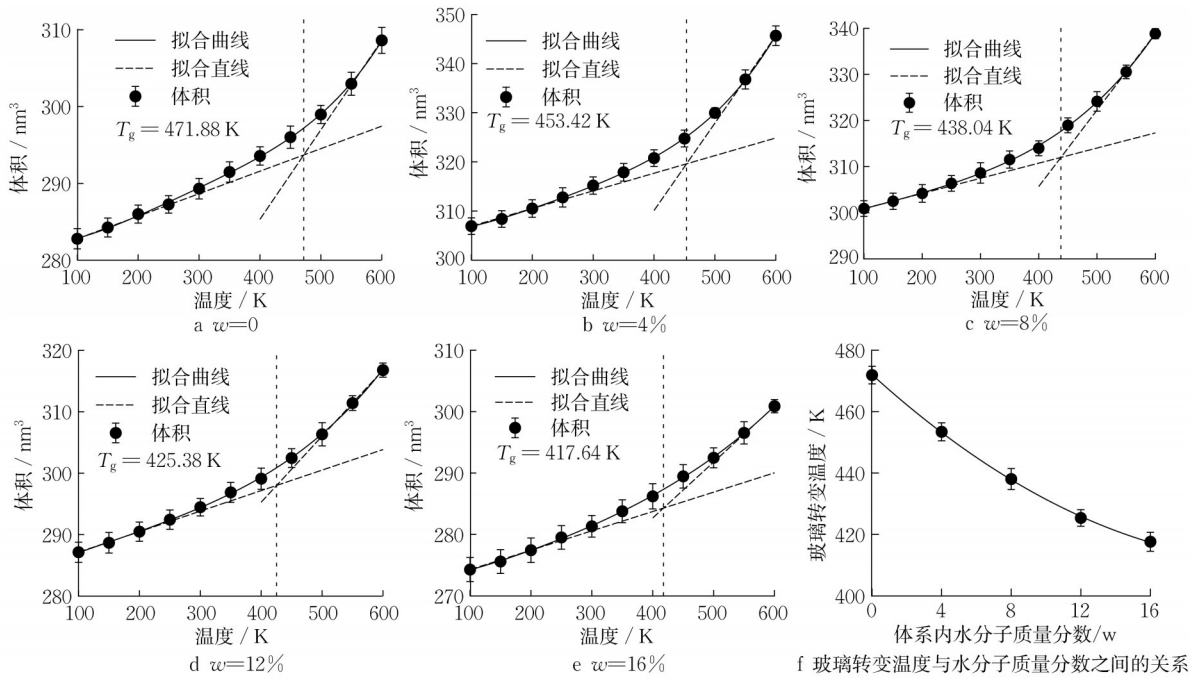 310
300
290
280
体积 / nm³
拟合曲线
拟合直线
体积
Tg = 471.88 K
100 200 300 400 500 600
温度 / K
a w=0
350
340
330
320
310
300
体积 / nm³
拟合曲线
拟合直线
体积
Tg = 453.42 K
100 200 300 400 500 600
温度 / K
b w=4%
340
330
320
310
300
290
体积 / nm³
拟合曲线
拟合直线
体积
Tg = 438.04 K
100 200 300 400 500 600
温度 / K
c w=8%
320
310
300
290
280
体积 / nm³
拟合曲线
拟合直线
体积
Tg = 425.38 K
100 200 300 400 500 600
温度 / K
d w=12%
310
300
290
280
270
体积 / nm³
拟合曲线
拟合直线
体积
Tg = 417.64 K
100 200 300 400 500 600
温度 / K
e w=16%
480
460
440
420
400
玻璃转变温度 / K
0 4 8 12 16
体系内水分子质量分数/w
f 玻璃转变温度与水分子质量分数之间的关系